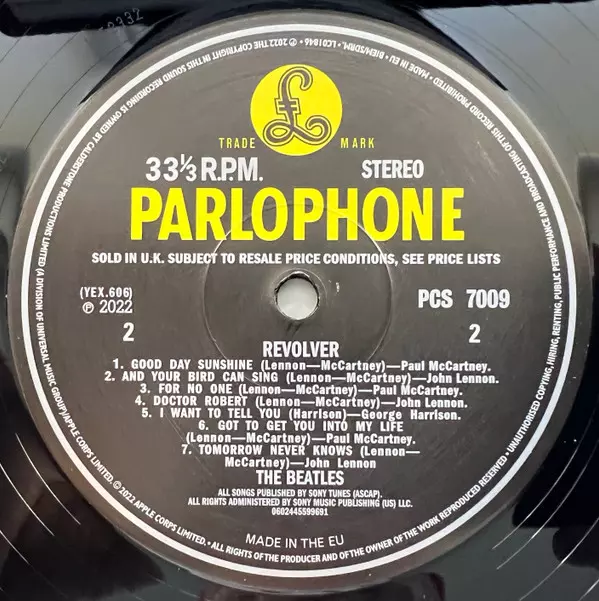 £
TRADE MARK
33⅓ R.P.M. STEREO
PARLOPHONE
SOLD IN U.K. SUBJECT TO RESALE PRICE CONDITIONS, SEE PRICE LISTS
(YEX.606) PCS 7009
℗ 2022
2 2
REVOLVER
1. GOOD DAY SUNSHINE (Lennon—McCartney)—Paul McCartney.
2. AND YOUR BIRD CAN SING (Lennon—McCartney)—John Lennon.
3. FOR NO ONE (Lennon—McCartney)—Paul McCartney.
4. DOCTOR ROBERT (Lennon—McCartney)—John Lennon.
5. I WANT TO TELL YOU (Harrison)—George Harrison.
6. GOT TO GET YOU INTO MY LIFE
(Lennon—McCartney)—Paul McCartney.
7. TOMORROW NEVER KNOWS (Lennon—
McCartney)—John Lennon
THE BEATLES
ALL SONGS PUBLISHED BY SONY TUNES (ASCAP).
ALL RIGHTS ADMINISTERED BY SONY MUSIC PUBLISHING (US) LLC.
0602445599691
MADE IN THE EU
℗ 2022 THE COPYRIGHT IN THIS SOUND RECORDING IS OWNED BY CALDERSTONE PRODUCTIONS LIMITED (A DIVISION OF UNIVERSAL MUSIC GROUP)/APPLE CORPS LIMITED. © 2022 APPLE CORPS LIMITED. • ALL RIGHTS OF THE PRODUCER AND OF THE OWNER OF THE WORK REPRODUCED RESERVED • UNAUTHORISED COPYING, HIRING, RENTING, PUBLIC PERFORMANCE AND BROADCASTING OF THIS RECORD PROHIBITED • MADE IN EU • BIEM/SDRM. • LC01846 •